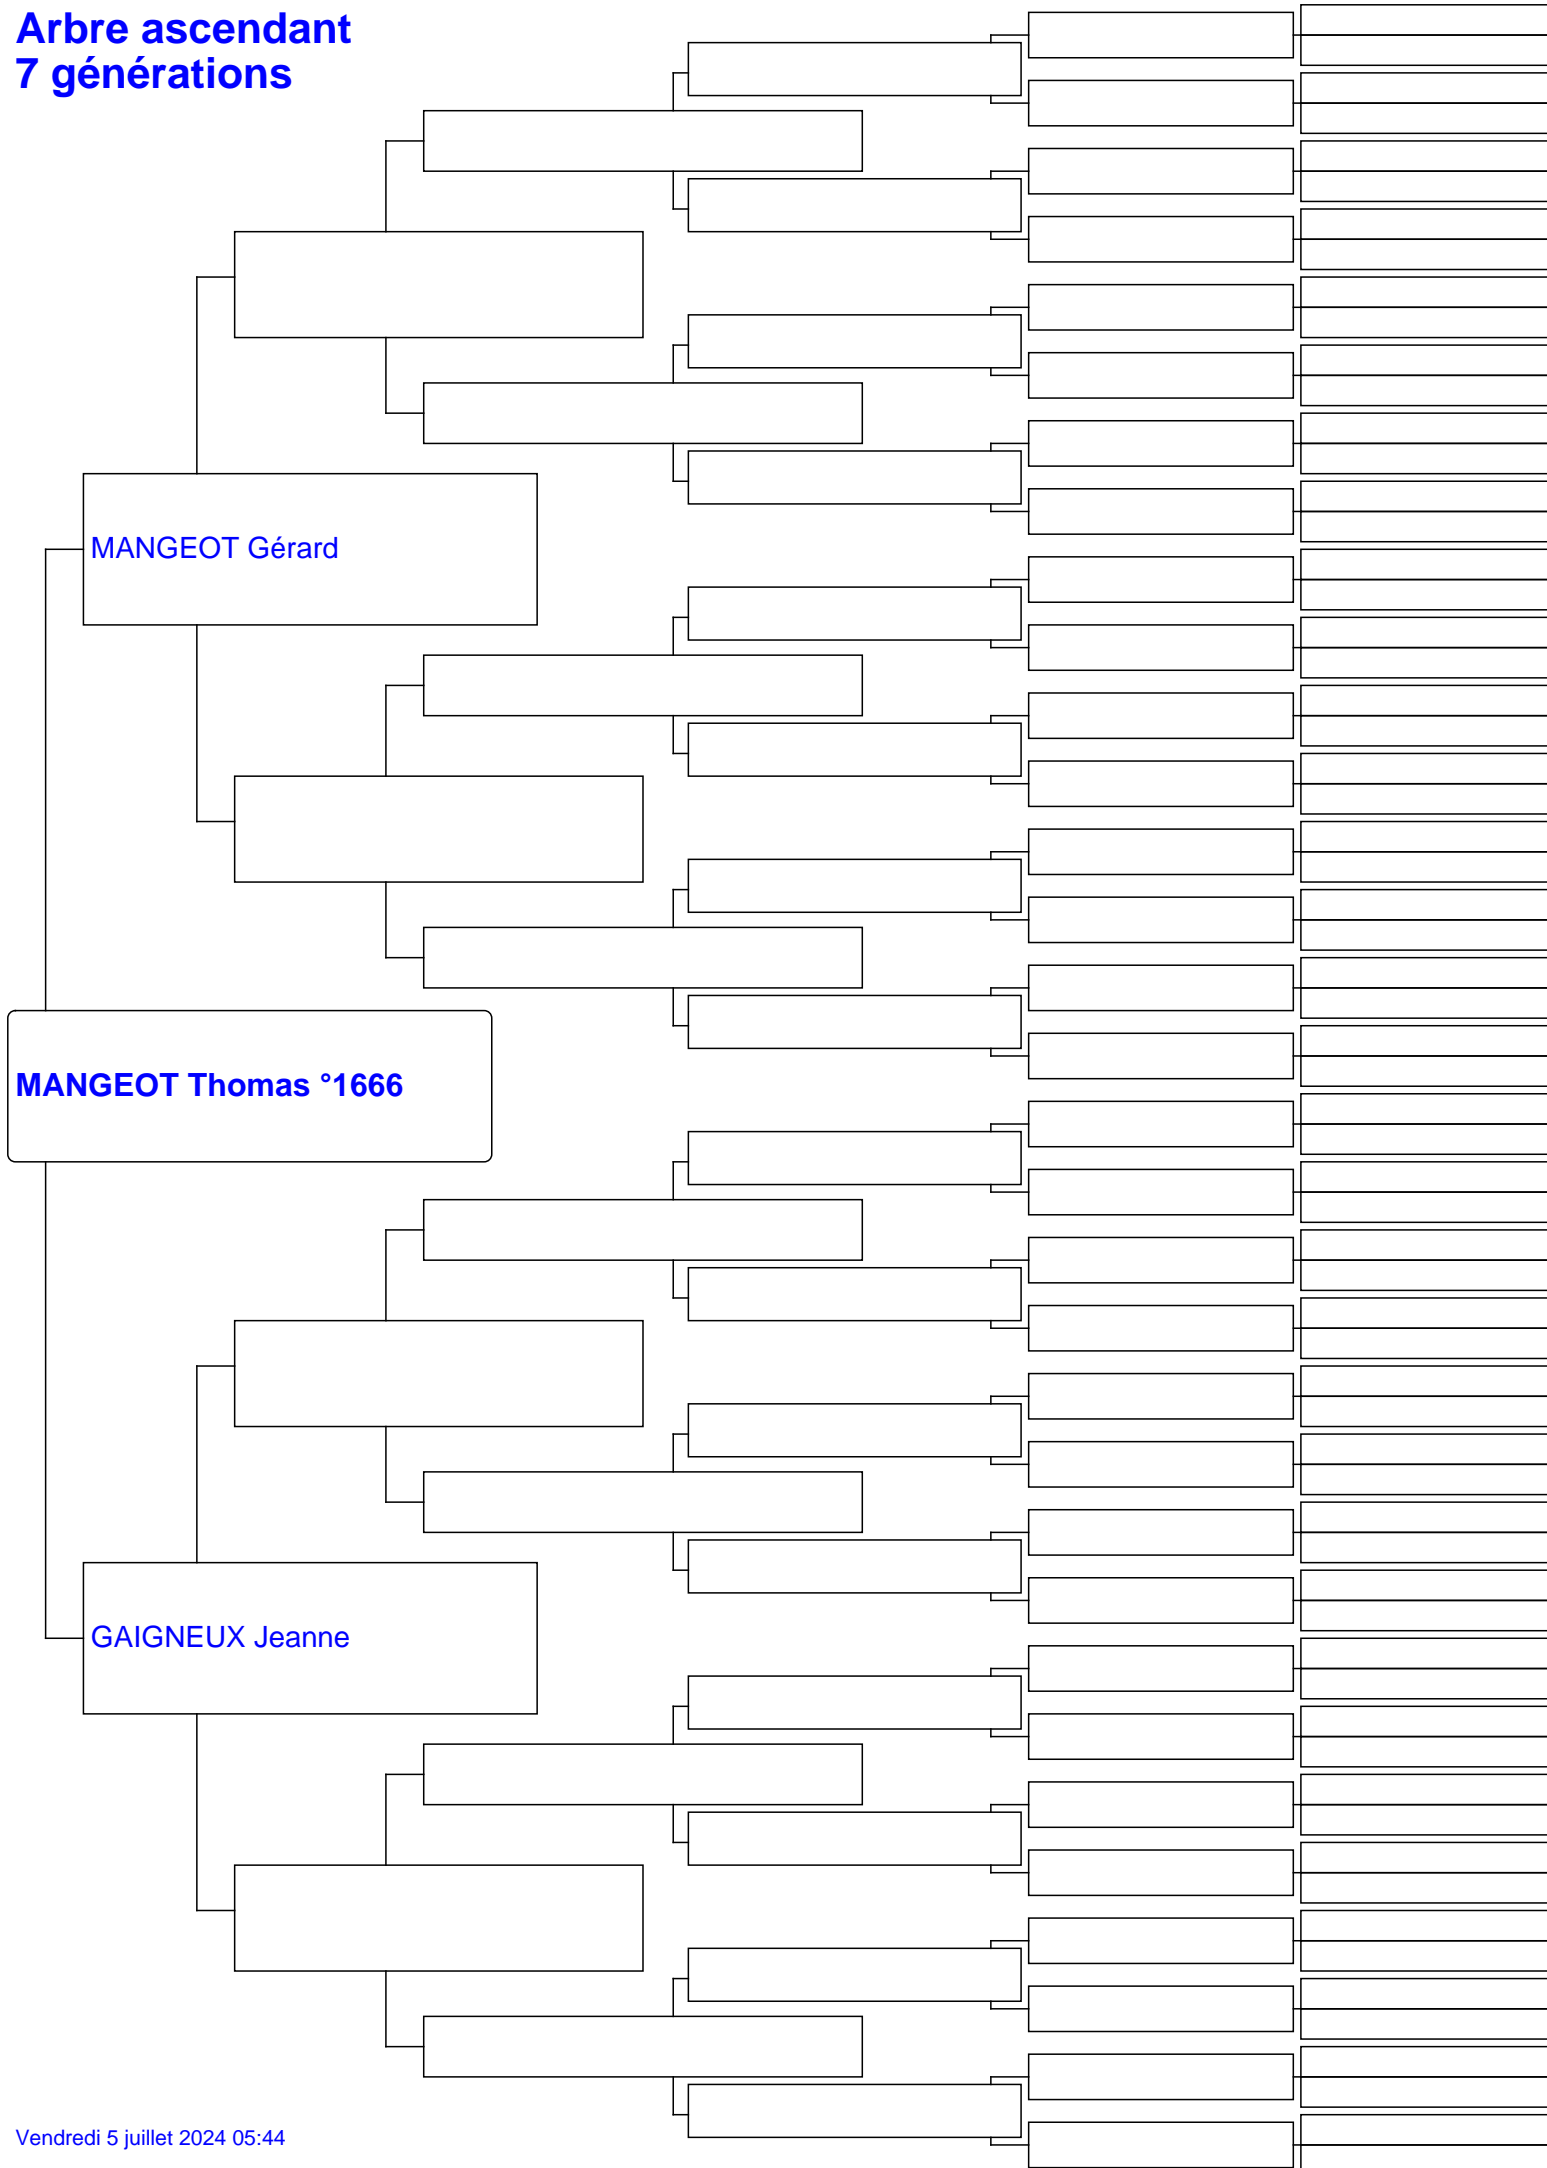 Arbre ascendant
7 générations
MANGEOT Gérard
MANGEOT Thomas °1666
GAIGNEUX Jeanne
Vendredi 5 juillet 2024 05:44